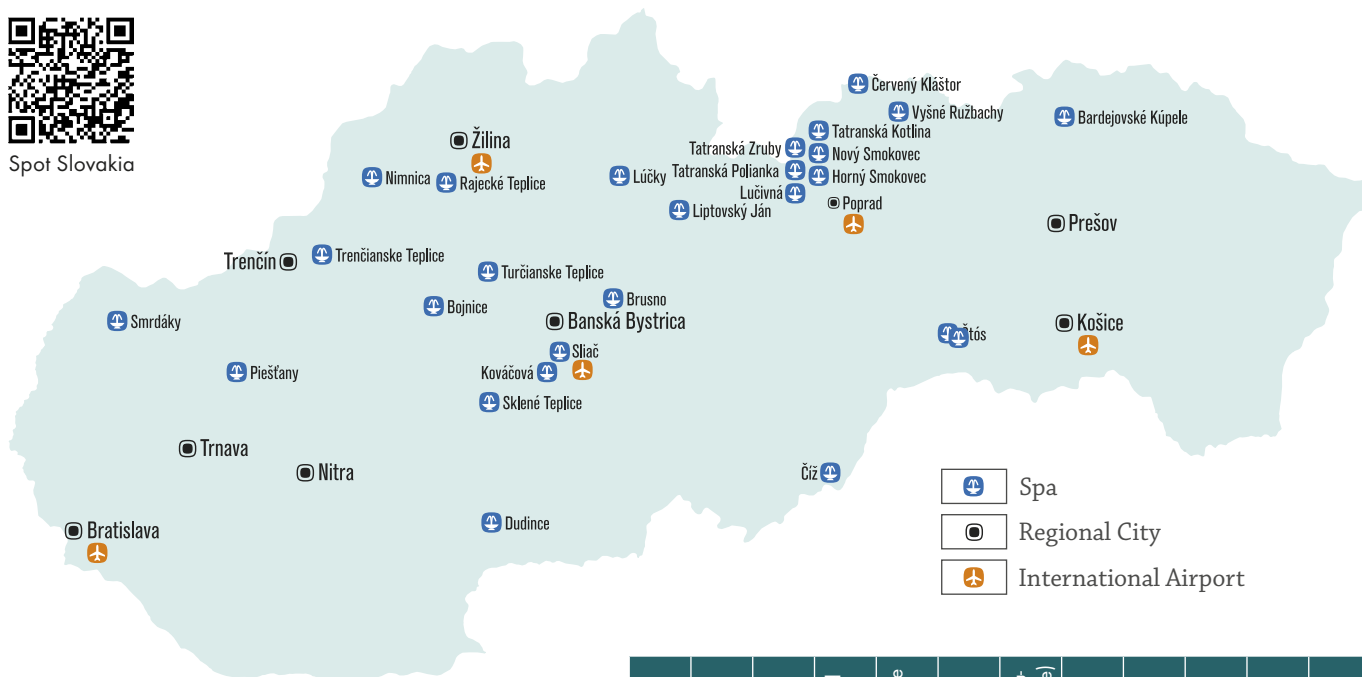 Spot Slovakia
Červený Kláštor
Vyšné Ružbachy
Bardejovské Kúpele
Tatranská Kotlina
Žilina
Tatranská Zruby
Nový Smokovec
Tatranská Polianka
Horný Smokovec
Nimnica
Rajecké Teplice
Lúčky
Lučivná
Poprad
Liptovský Ján
Prešov
Trenčianske Teplice
Trenčín
Turčianske Teplice
Bojnice
Brusno
Smrdáky
Banská Bystrica
Košice
Štós
Sliač
Piešťany
Kováčová
Sklené Teplice
Trnava
Nitra
Číž
Spa
Dudince
Bratislava
Regional City
International Airport